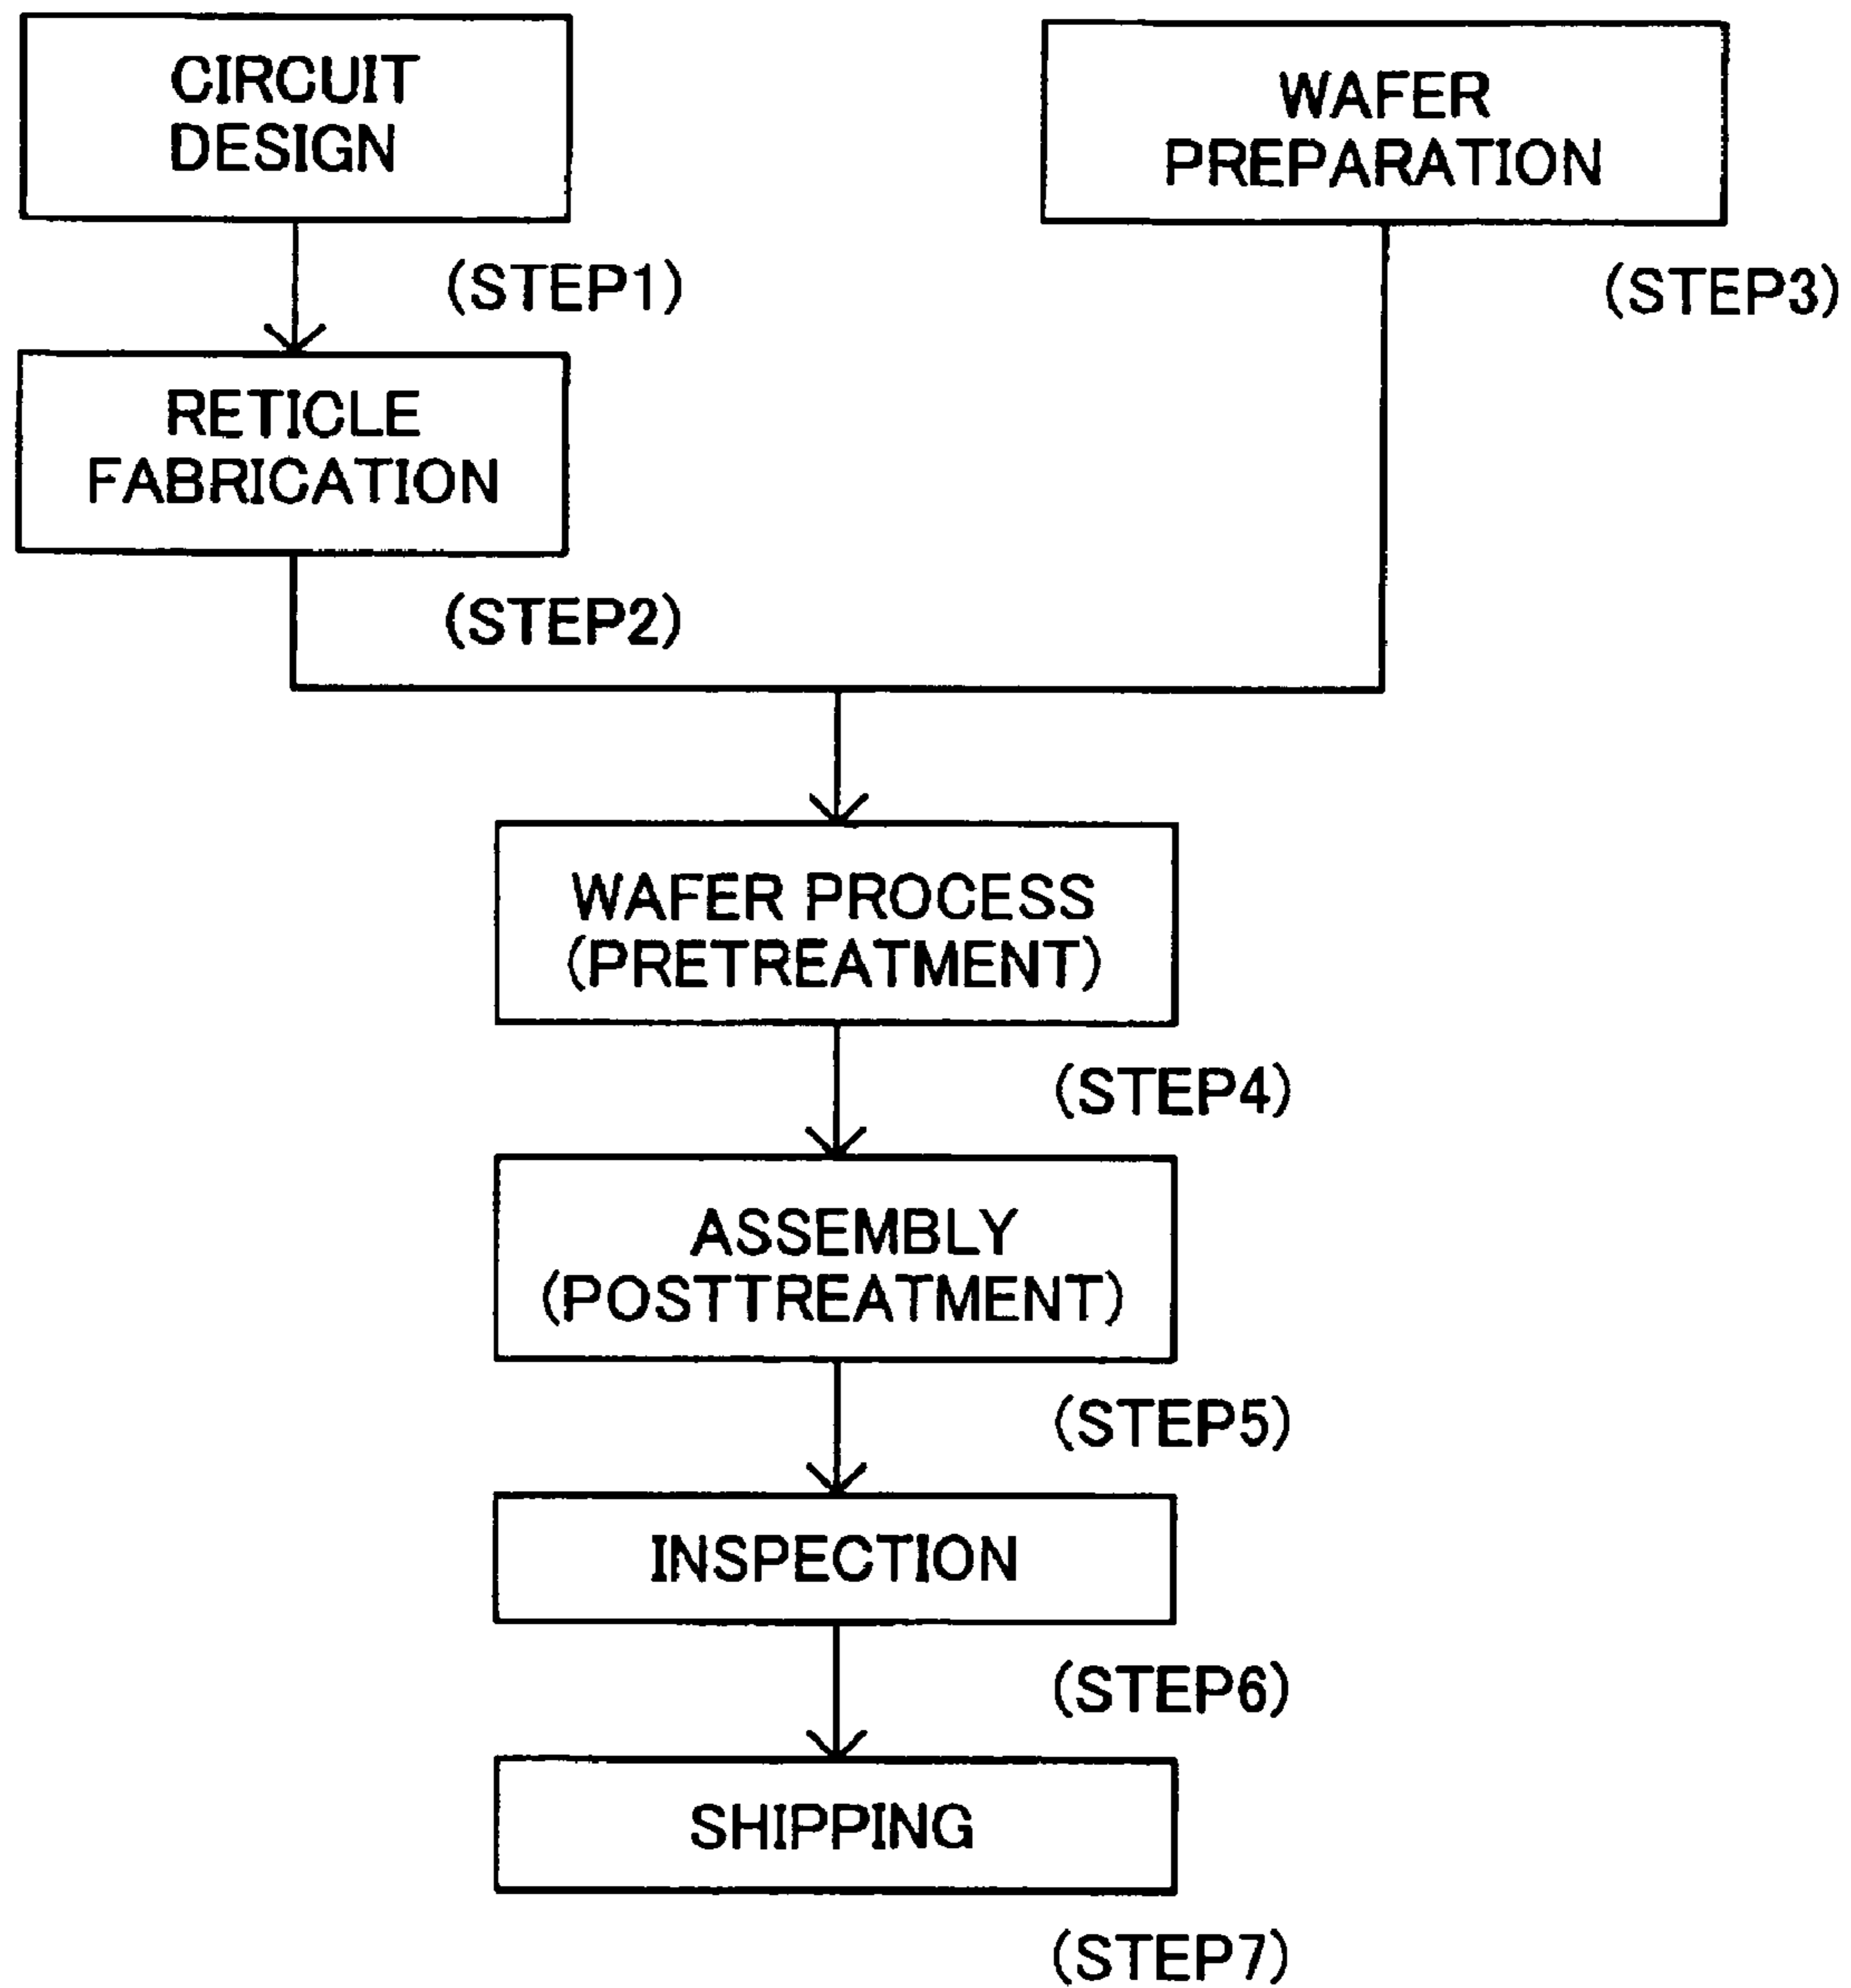 CIRCUIT
DESIGN
(STEP1)
RETICLE
FABRICATION
(STEP2)
WAFER
PREPARATION
(STEP3)
WAFER PROCESS
(PRETREATMENT)
(STEP4)
ASSEMBLY
(POSTTREATMENT)
(STEP5)
INSPECTION
(STEP6)
SHIPPING
(STEP7)